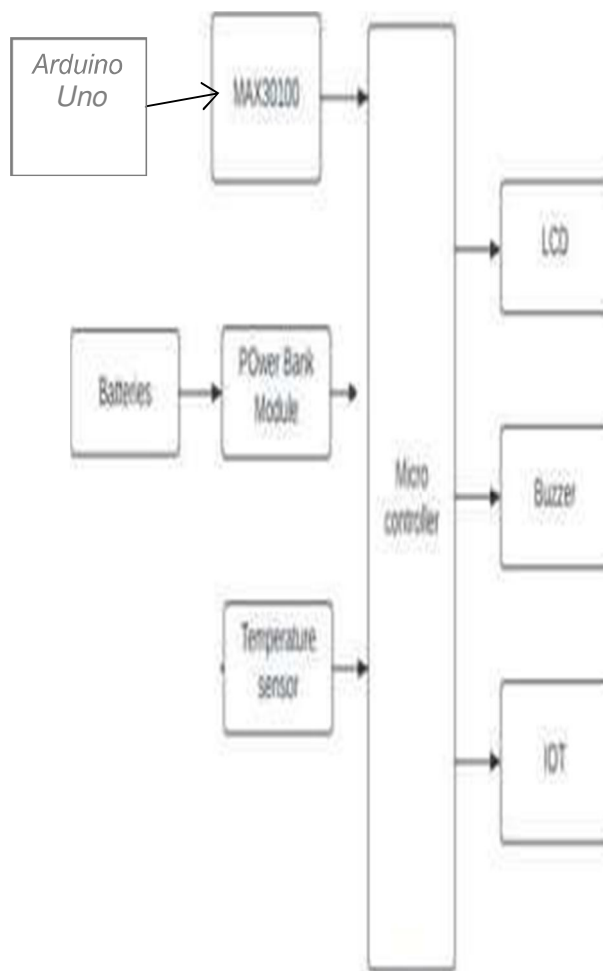 Arduino
Uno
MAX30100
LCD
Batteries
POwer Bank
Module
Micro
controller
Buzzer
Temperature
sensor
IOT